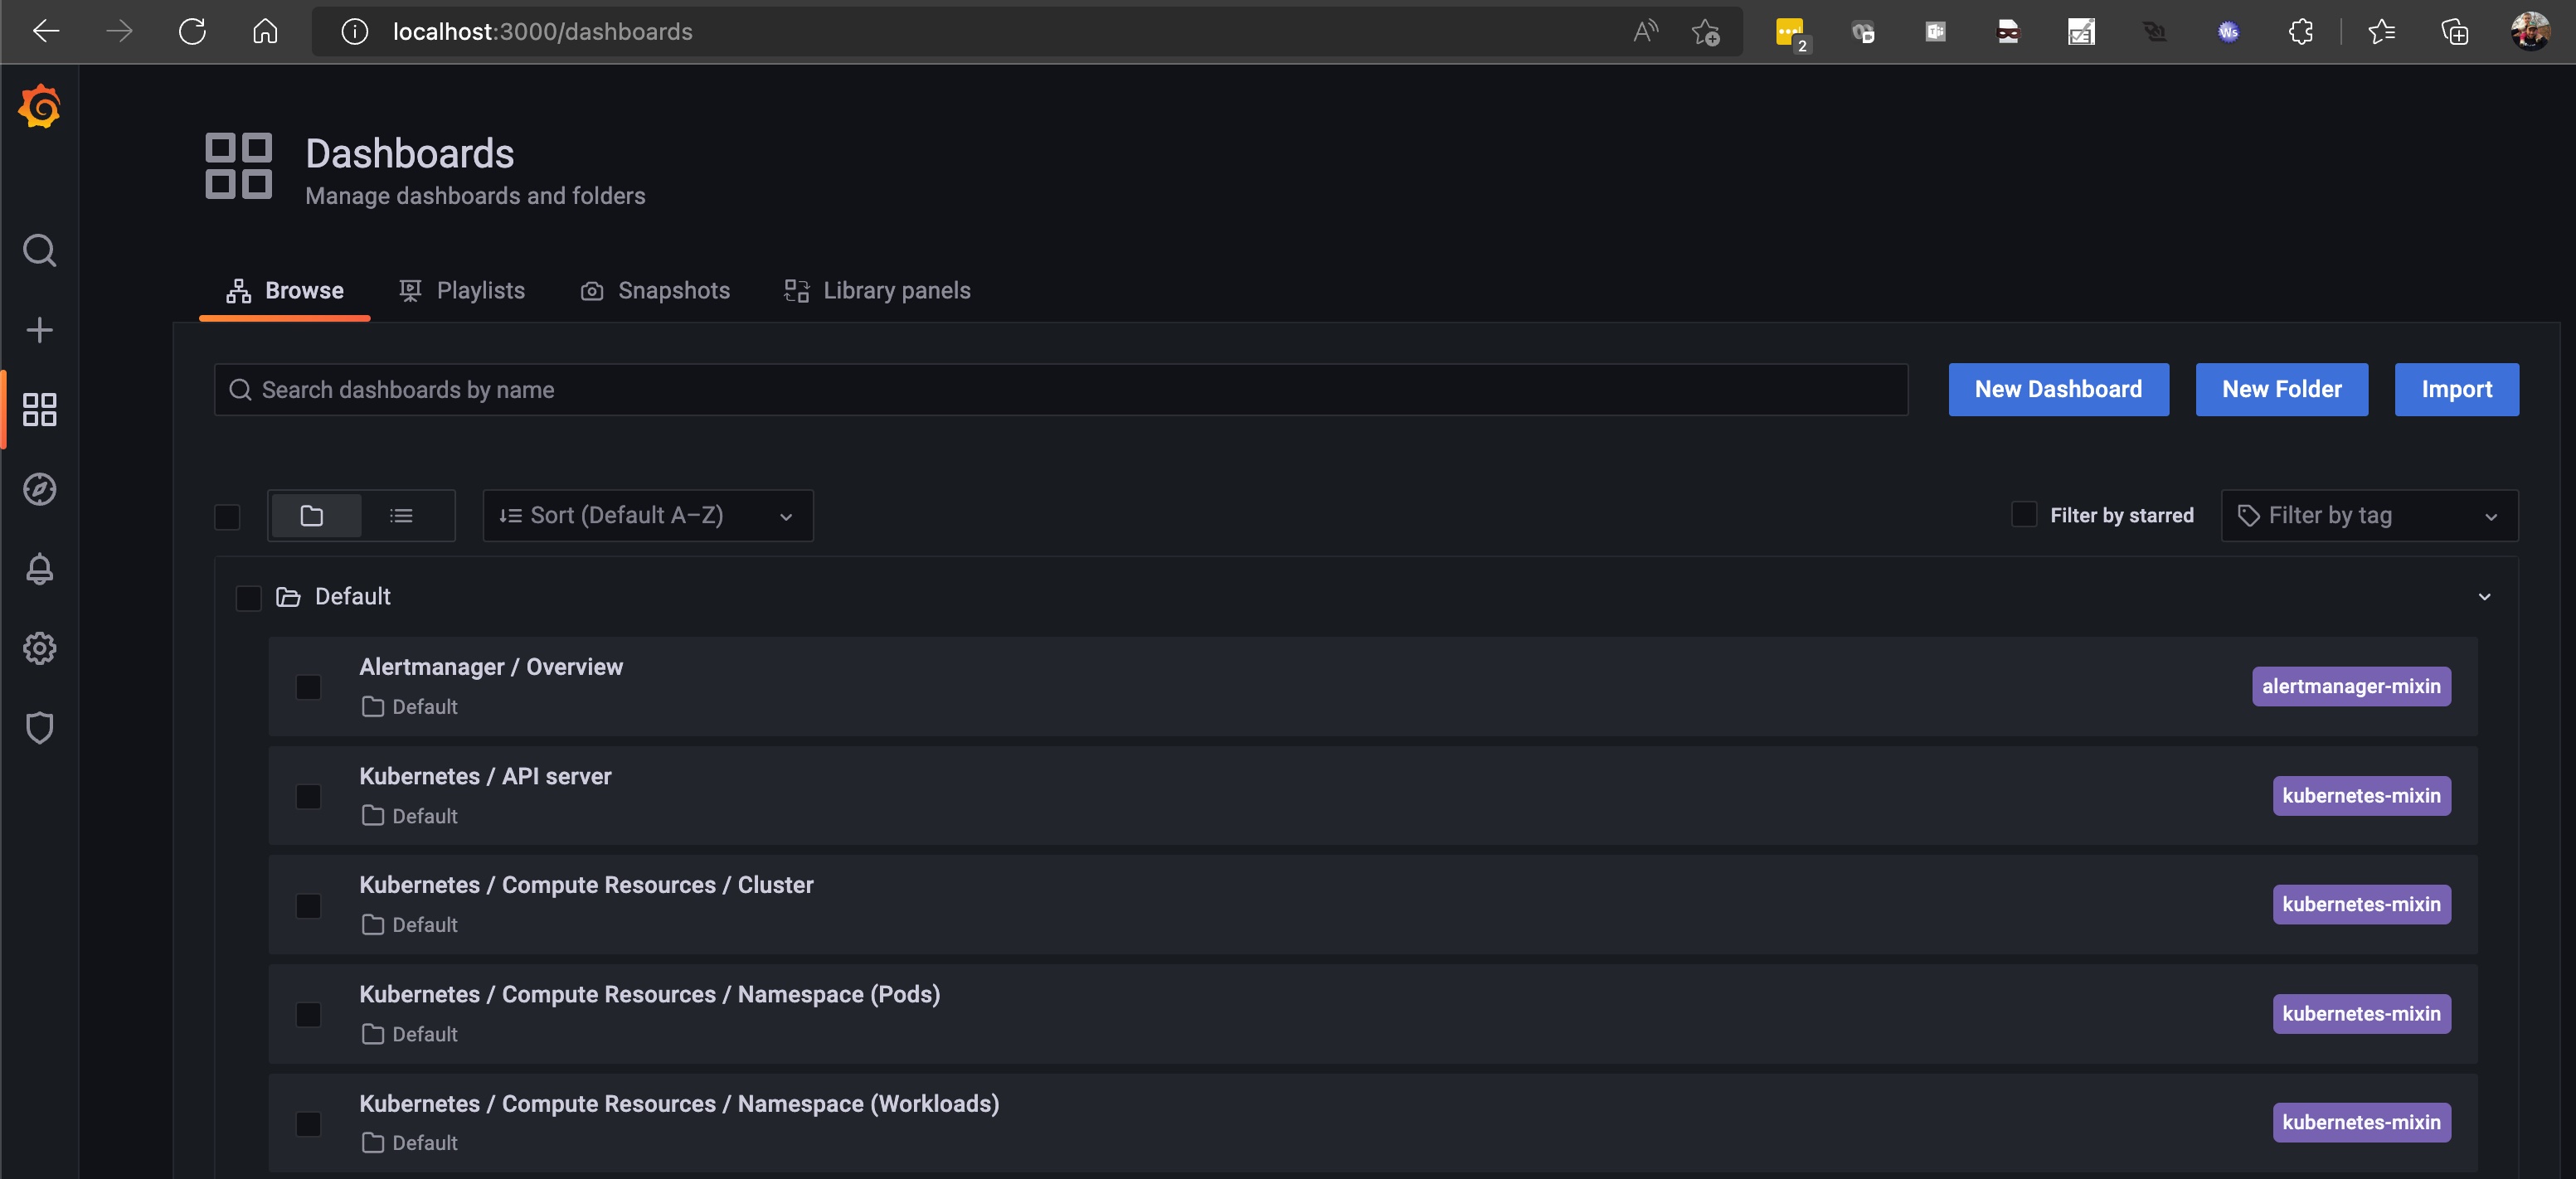 localhost:3000/dashboards
2
Ws
Dashboards
Manage dashboards and folders
Browse
Playlists
Snapshots
Library panels
Search dashboards by name
New Dashboard
New Folder
Import
Sort (Default A–Z)
Filter by starred
Filter by tag
Default
Alertmanager / Overview
Default
alertmanager-mixin
Kubernetes / API server
Default
kubernetes-mixin
Kubernetes / Compute Resources / Cluster
Default
kubernetes-mixin
Kubernetes / Compute Resources / Namespace (Pods)
Default
kubernetes-mixin
Kubernetes / Compute Resources / Namespace (Workloads)
Default
kubernetes-mixin